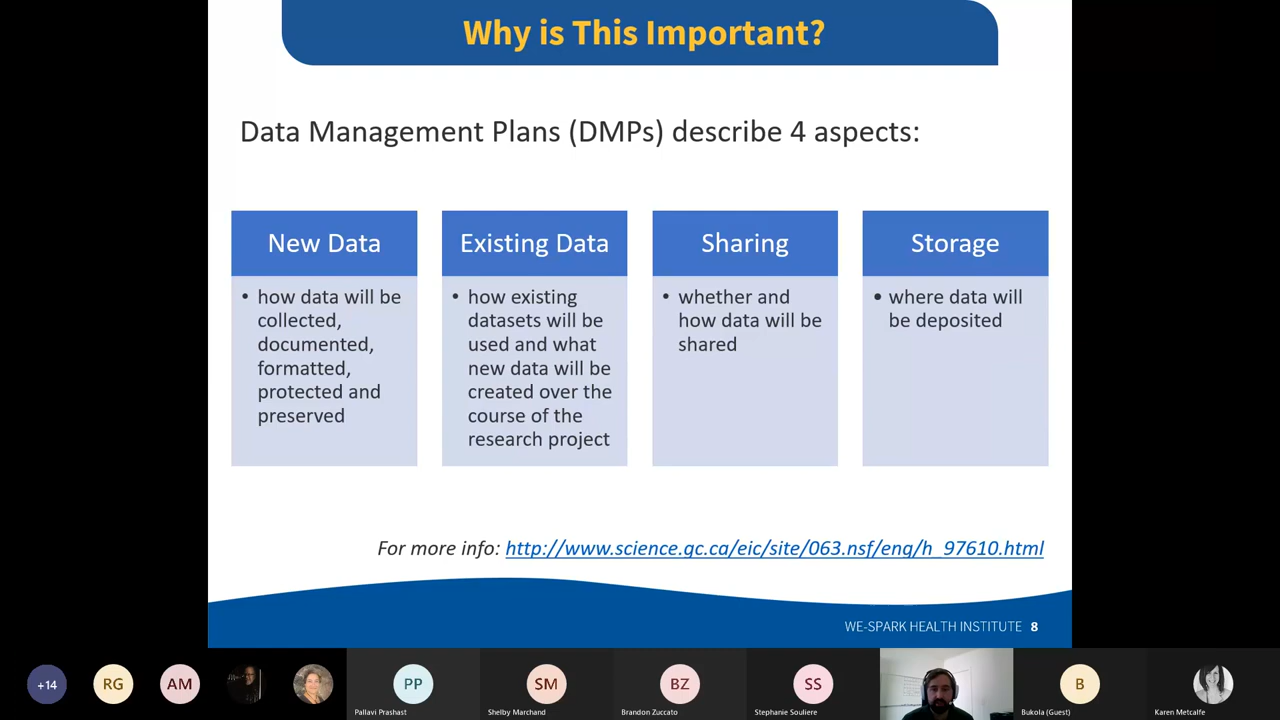 Why is This Important?
Data Management Plans (DMPs) describe 4 aspects:
New Data
• how data will be
collected,
documented,
formatted,
protected and
preserved
Existing Data
• how existing
datasets will be
used and what
new data will be
created over the
course of the
research project
Sharing
• whether and
how data will be
shared
Storage
• where data will
be deposited
For more info: http://www.science.gc.ca/eic/site/063.nsf/eng/h_97610.html
WE-SPARK HEALTH INSTITUTE 8
+14
RG
AM
PP
Pallavi Prashast
SM
Shelby Marchand
BZ
Brandon Zuccato
SS
Stephanie Souliere
B
Bukola (Guest)
Karen Metcalfe